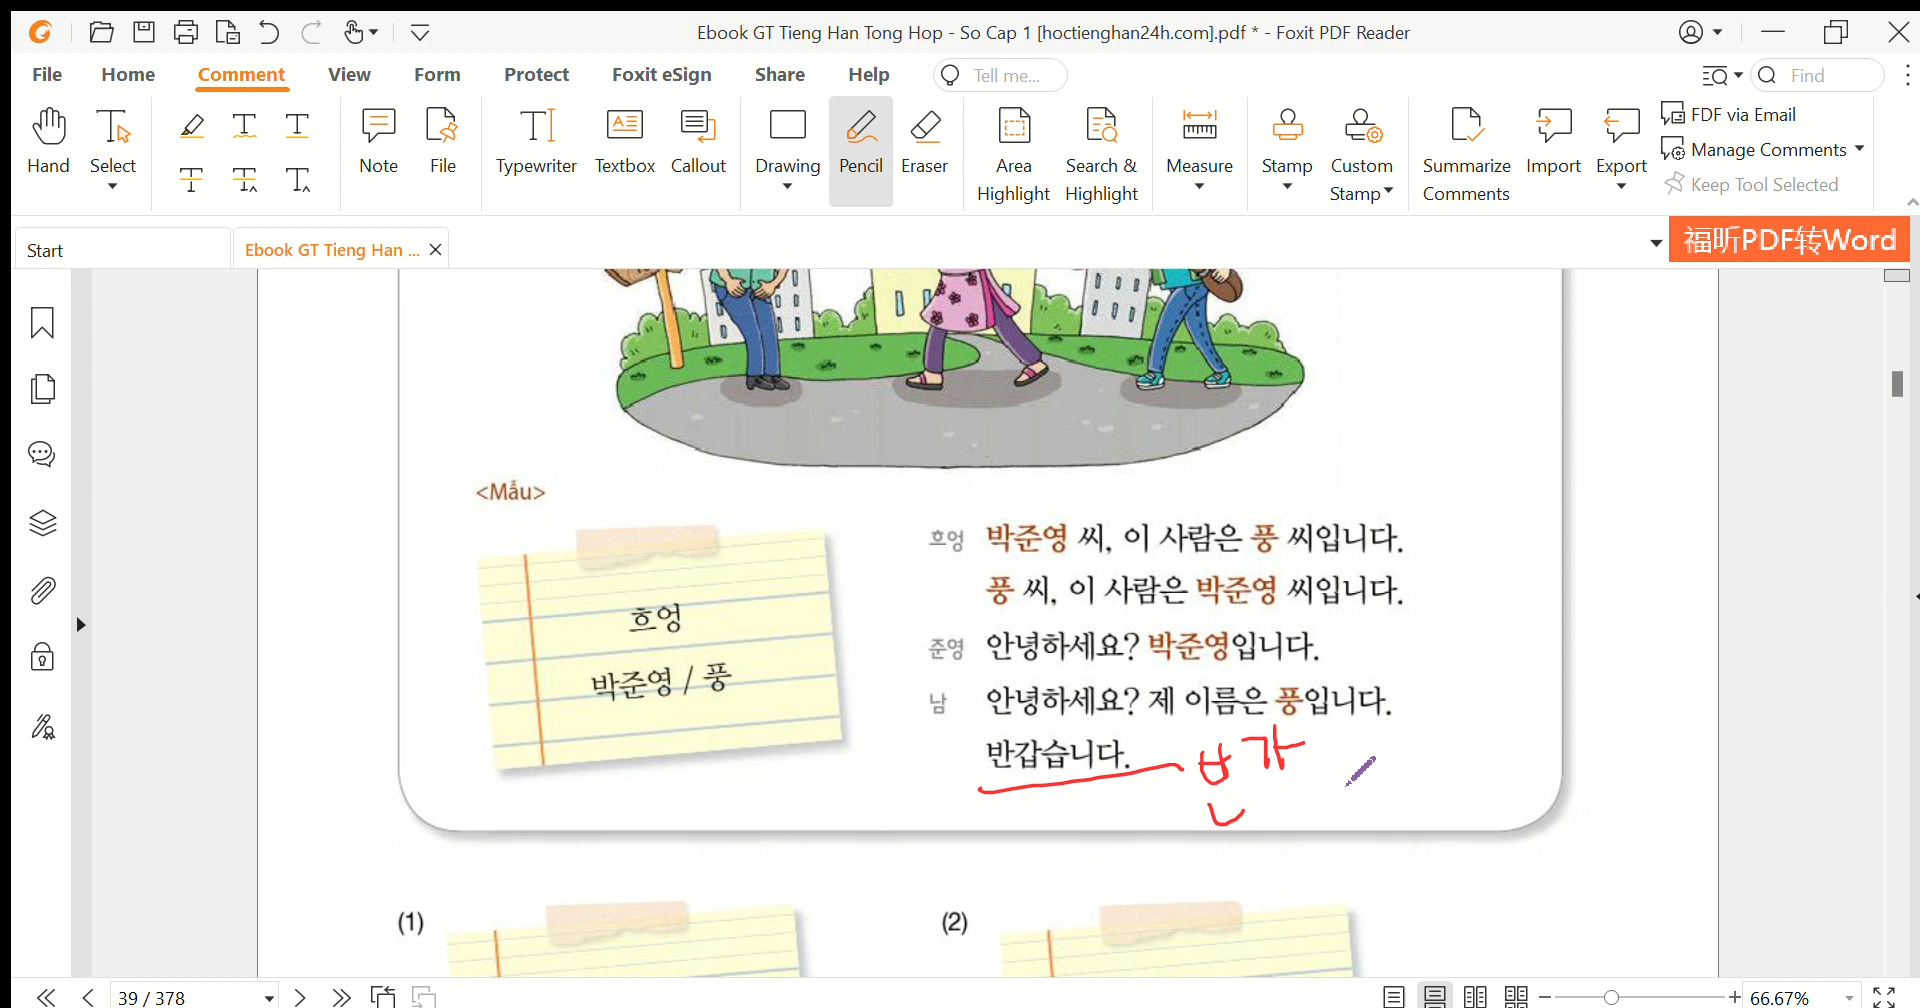 Ebook GT Tieng Han Tong Hop - So Cap 1 [hoctienghan24h.com].pdf * - Foxit PDF Reader
File Home Comment View Form Protect Foxit eSign Share Help Tell me... Find
Hand Select Note File Typewriter Textbox Callout Drawing Pencil Eraser Area Highlight Search & Highlight Measure Stamp Custom Stamp Summarize Comments Import Export
FDF via Email
Manage Comments
Keep Tool Selected
Start Ebook GT Tieng Han ... 福昕PDF转Word
<Mẫu>
흐엉
박준영 / 풍
흐엉 박준영 씨, 이 사람은 풍 씨입니다.
풍 씨, 이 사람은 박준영 씨입니다.
준영 안녕하세요? 박준영입니다.
남 안녕하세요? 제 이름은 풍입니다.
반갑습니다.
반가
(1) (2)
39 / 378 66.67%